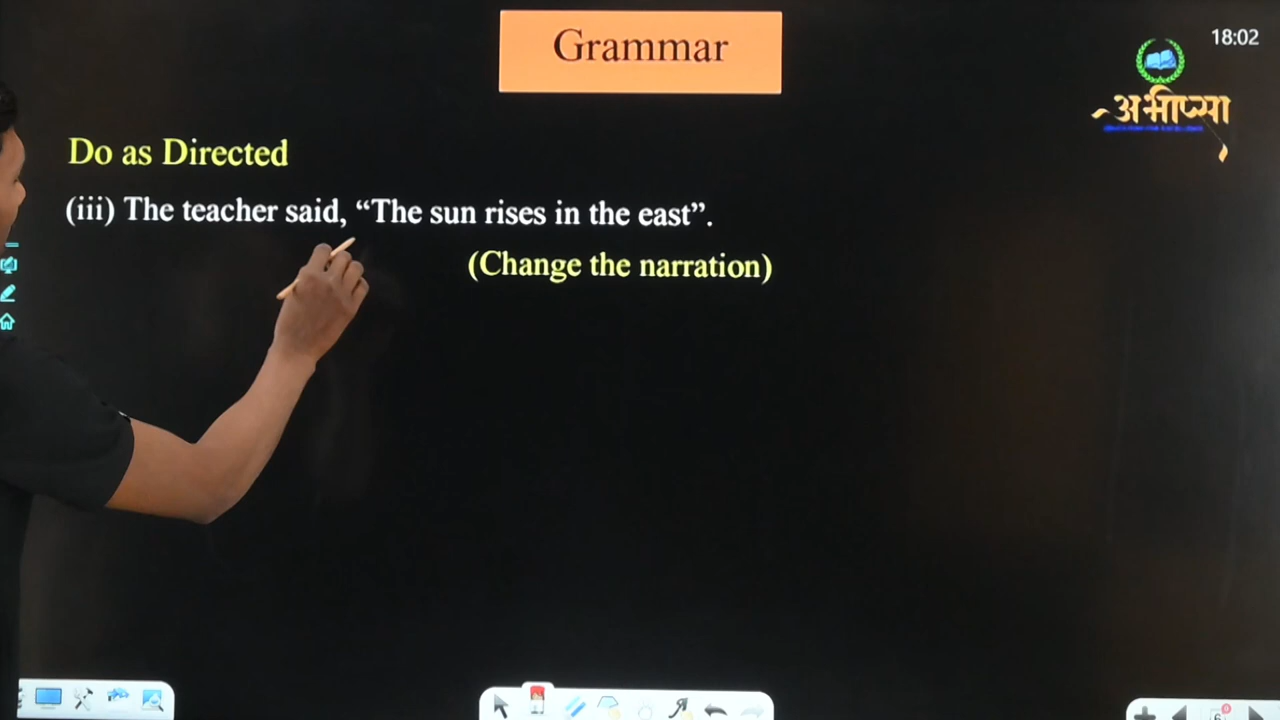 Grammar
18:02
अभीप्सा
Do as Directed
(iii) The teacher said, “The sun rises in the east”.
(Change the narration)